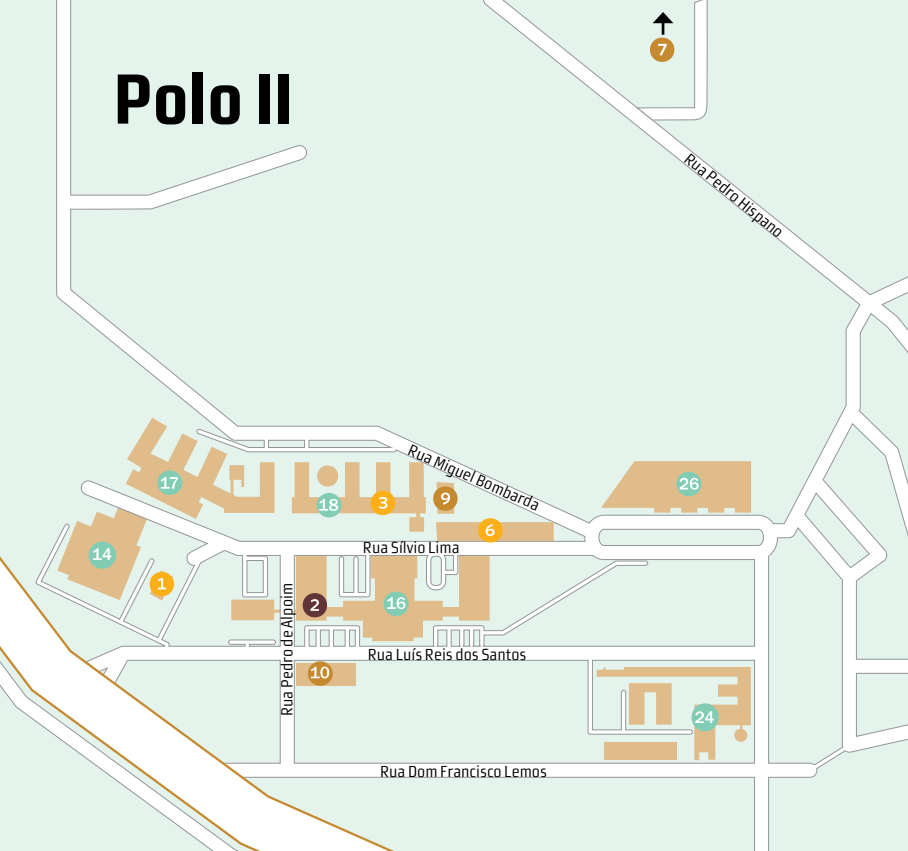 7
Polo II
Rua Pedro Hispano
Rua Miguel Bombarda
17
26
18
3
9
6
Rua Sílvio Lima
14
1
2
16
Rua Pedro de Alpoim
Rua Luís Reis dos Santos
10
24
Rua Dom Francisco Lemos